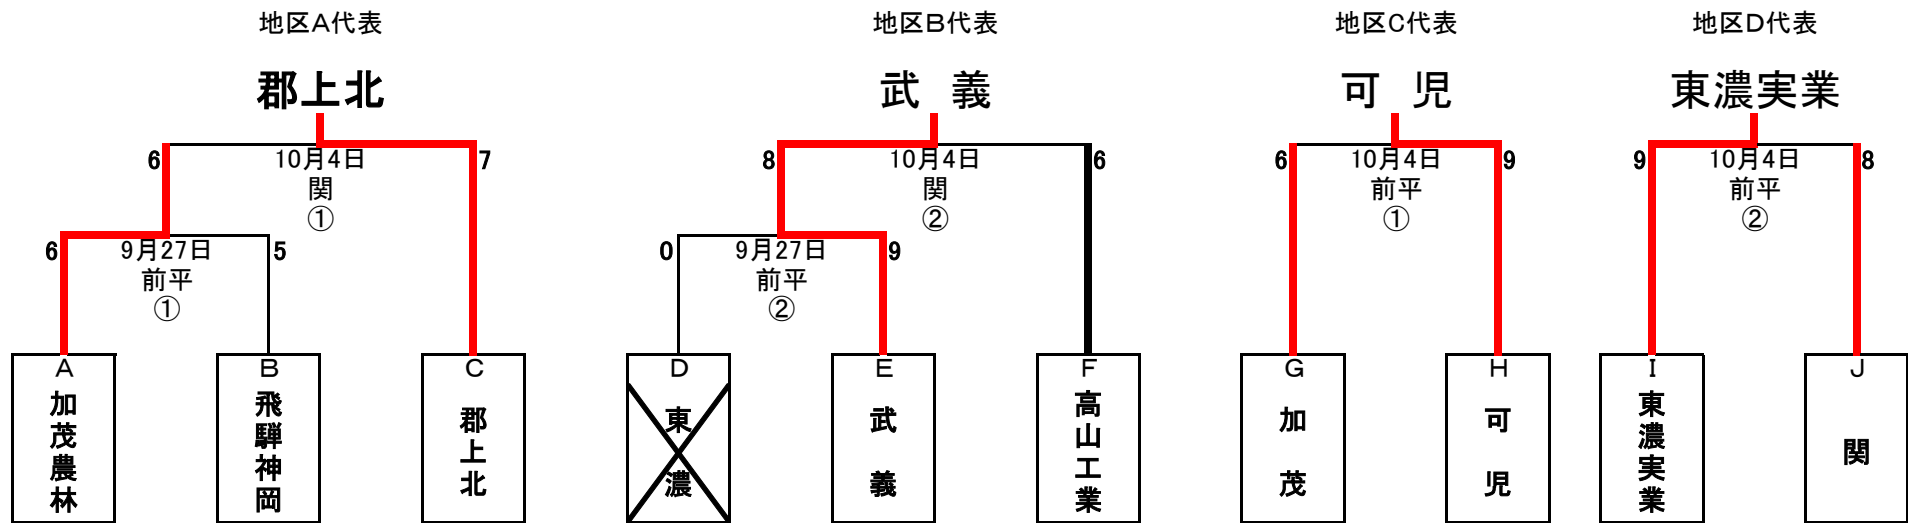 地区A代表 地区B代表 地区C代表 地区D代表
郡上北 武 義 可 児 東濃実業
6 10月4日 7 8 10月4日 6 6 10月4日 9 9 10月4日 8
関 関 前平 前平
① ② ① ②
6 9月27日 5 0 9月27日 9
前平 前平
① ②
A B C D E F G H I J
加茂農林
飛騨神岡
郡上北
東濃
武義
高山工業
加茂
可児
東濃実業
関